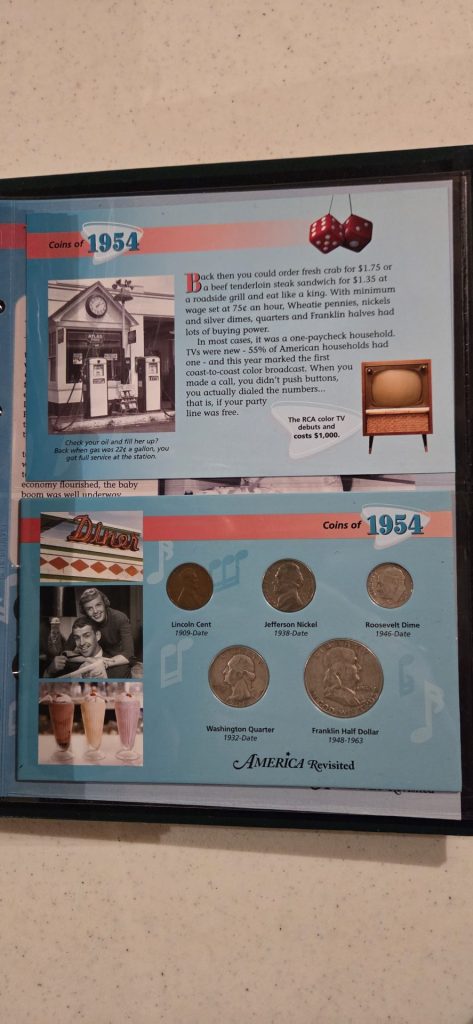 Coins of 1954
Back then you could order fresh crab for $1.75 or
a beef tenderloin steak sandwich for $1.35 at
a roadside grill and eat like a king. With minimum
wage set at 75¢ an hour, Wheatie pennies, nickels
and silver dimes, quarters and Franklin halves had
lots of buying power.
In most cases, it was a one-paycheck household.
TVs were new - 55% of American households had
one - and this year marked the first
coast-to-coast color broadcast. When you
made a call, you didn't push buttons,
you actually dialed the numbers...
that is, if your party
line was free.
The RCA color TV
debuts and
costs $1,000.
Check your oil and fill her up?
Back when gas was 22¢ a gallon, you
got full service at the station.
economy flourished, the baby
boom was well underway
Diner
Coins of 1954
Lincoln Cent
1909-Date
Jefferson Nickel
1938-Date
Roosevelt Dime
1946-Date
Washington Quarter
1932-Date
Franklin Half Dollar
1948-1963
AMERICA Revisited
Revisited